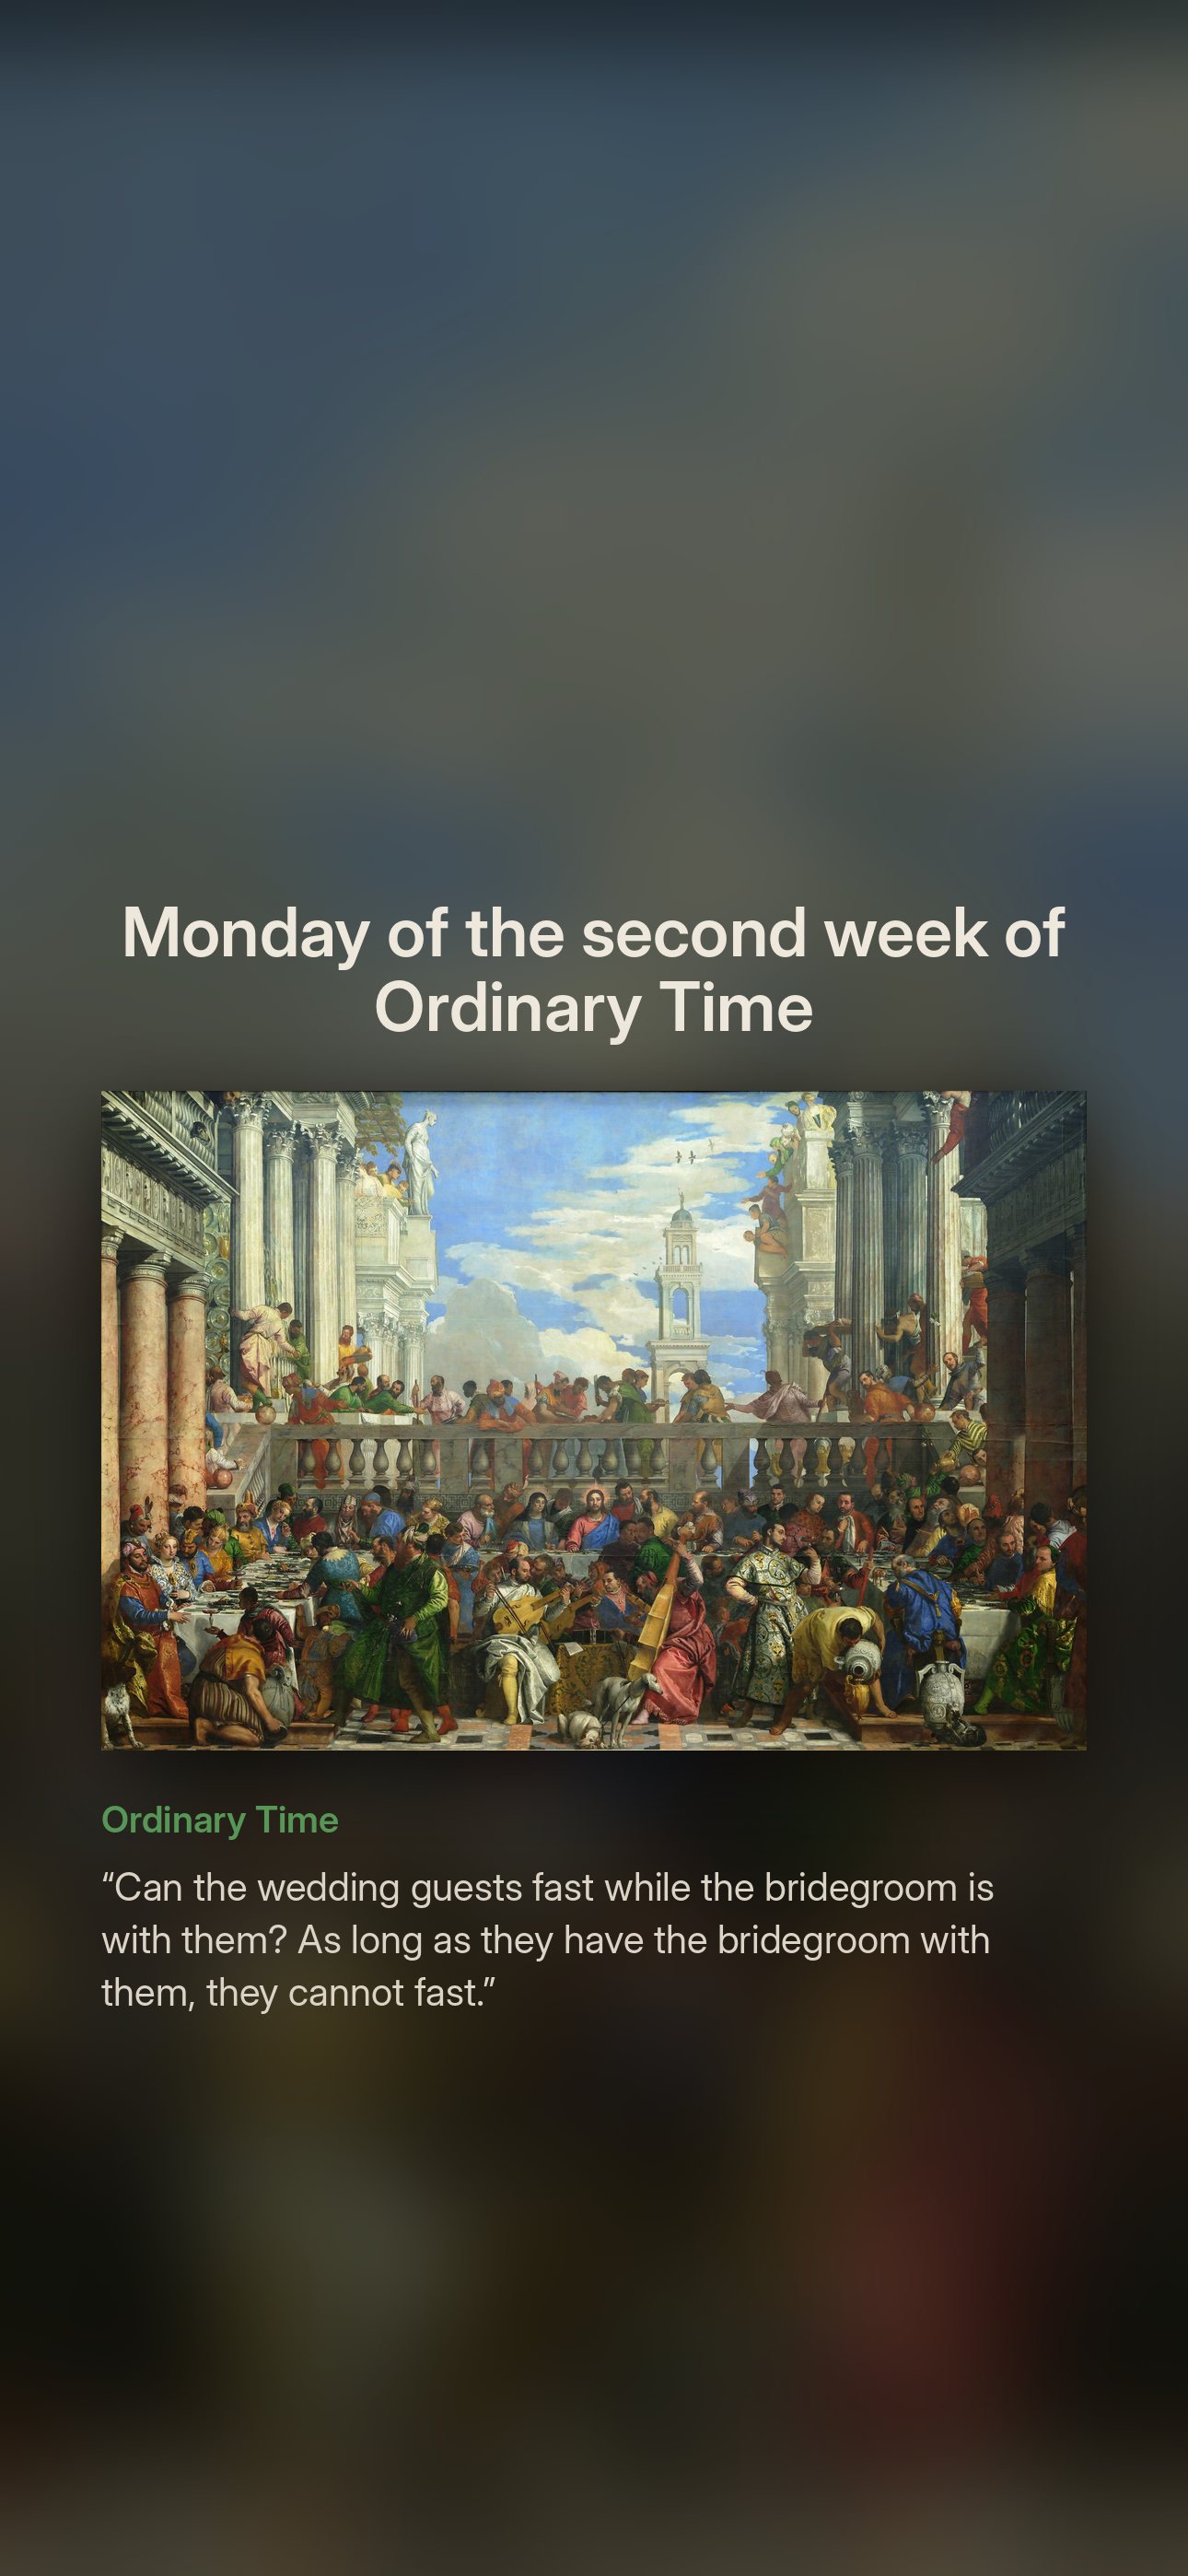 Monday of the second week of
Ordinary Time
Ordinary Time
“Can the wedding guests fast while the bridegroom is
with them? As long as they have the bridegroom with
them, they cannot fast.”